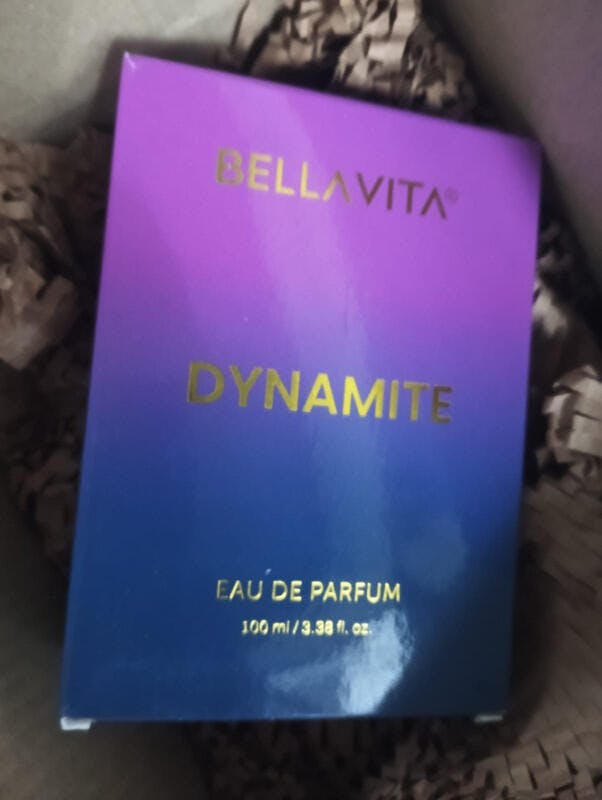 BELLAVITA®
DYNAMITE
EAU DE PARFUM
100 ml / 3.38 fl. oz.